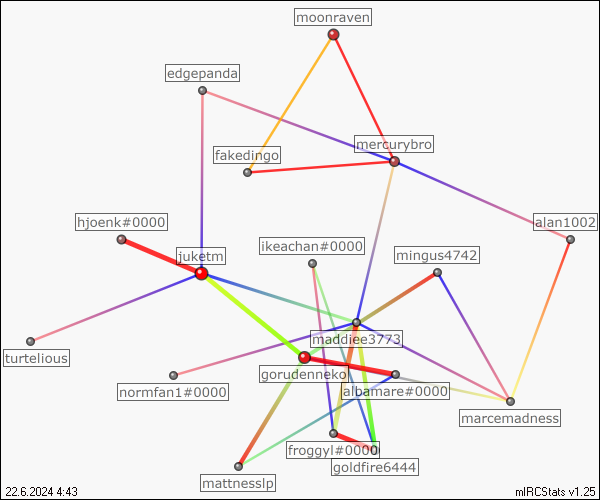 moonraven
edgepanda
mercurybro
fakedingo
hjoenk#0000
alan1002
ikeachan#0000
juketm
mingus4742
maddiee3773
turtelious
gorudennekoi
normfan1#0000
albamare#0000
marcemadness
froggyl#0000
goldfire6444
mattnesslp
22.6.2024 4:43
mIRCStats v1.25